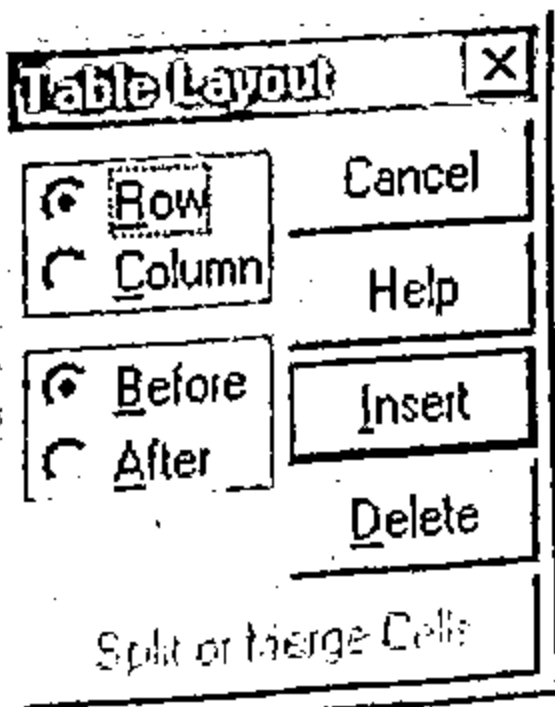 Table Layout
Row
Column
Before
After
Cancel
Help
Insert
Delete
Split or Merge Cells